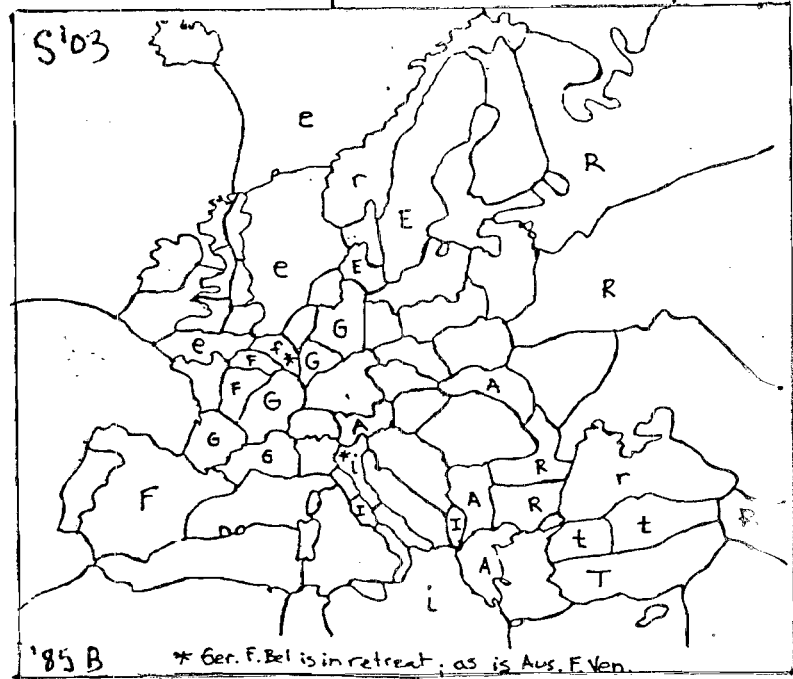 S'03
e
r
R
E
e
E
R
G
e
f
*
F
G
F
G
A
A
G
G
* i
R
r
F
A
R
I
I
t
t
A
T
i
'85 B
* Ger. F. Bel is in retreat; as is Aus. F. Ven.